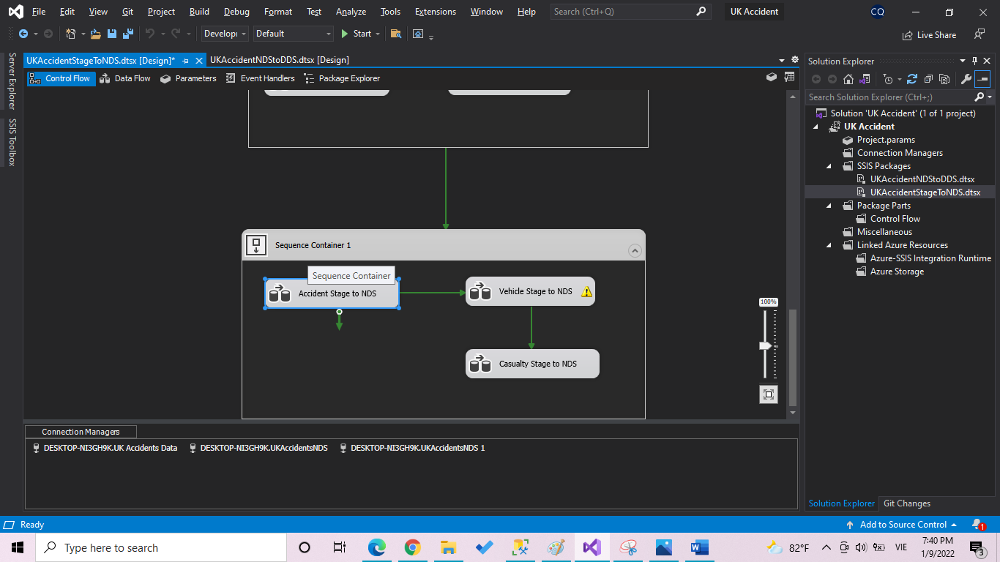 File Edit View Git Project Build Debug Format Test Analyze Tools Extensions Window Help Search (Ctrl+Q) UK Accident CQ
Developr Default Start Live Share
UKAccidentStageToNDS.dtsx [Design]* UKAccidentNDStoDDS.dtsx [Design]
Control Flow Data Flow Parameters Event Handlers Package Explorer
Server Explorer
SSIS Toolbox
Sequence Container 1
Sequence Container
Accident Stage to NDS
Vehicle Stage to NDS
Casualty Stage to NDS
100%
Connection Managers
DESKTOP-NI3GH9K.UK Accidents Data DESKTOP-NI3GH9K.UKAccidentsNDS DESKTOP-NI3GH9K.UKAccidentsNDS 1
Solution Explorer
Search Solution Explorer (Ctrl+;)
Solution 'UK Accident' (1 of 1 project)
UK Accident
Project.params
Connection Managers
SSIS Packages
UKAccidentNDStoDDS.dtsx
UKAccidentStageToNDS.dtsx
Package Parts
Control Flow
Miscellaneous
Linked Azure Resources
Azure-SSIS Integration Runtime
Azure Storage
Solution Explorer Git Changes
Ready Add to Source Control 1
Type here to search 82°F VIE 7:40 PM
1/9/2022 3